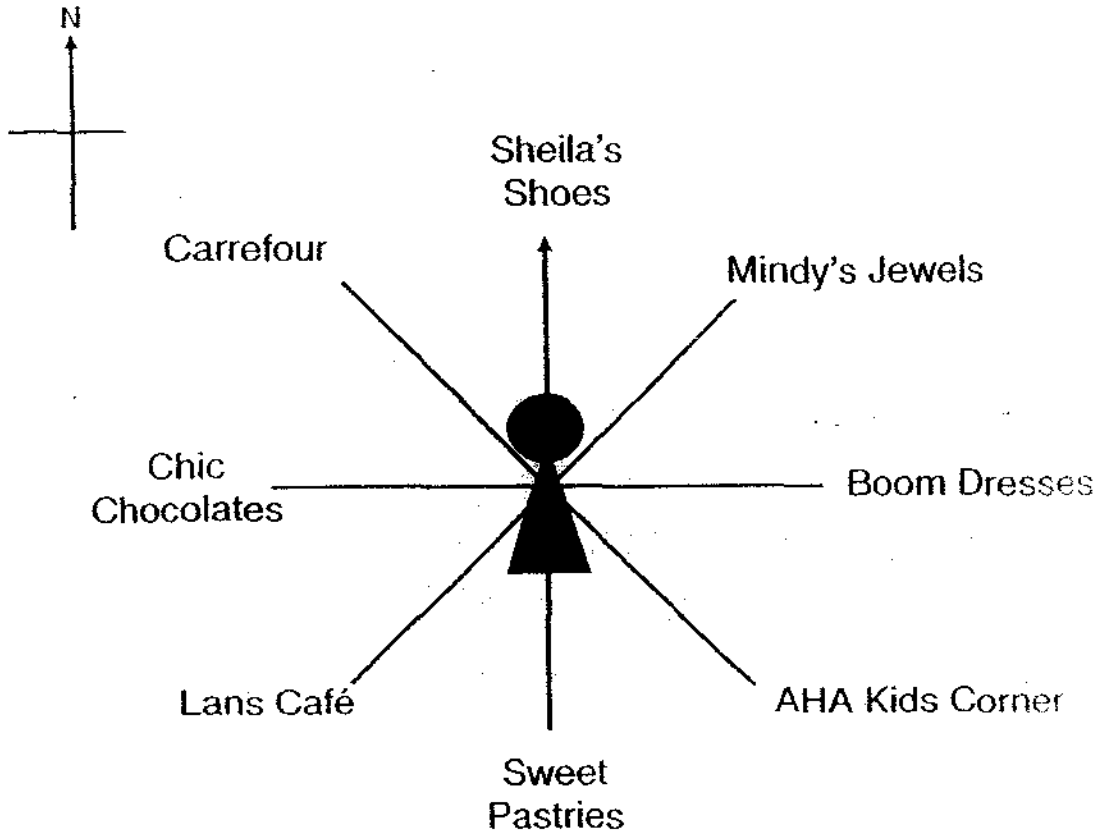 N
Sheila's
Shoes
Carrefour
Mindy's Jewels
Chic
Chocolates
Boom Dresses
Lans Café
AHA Kids Corner
Sweet
Pastries